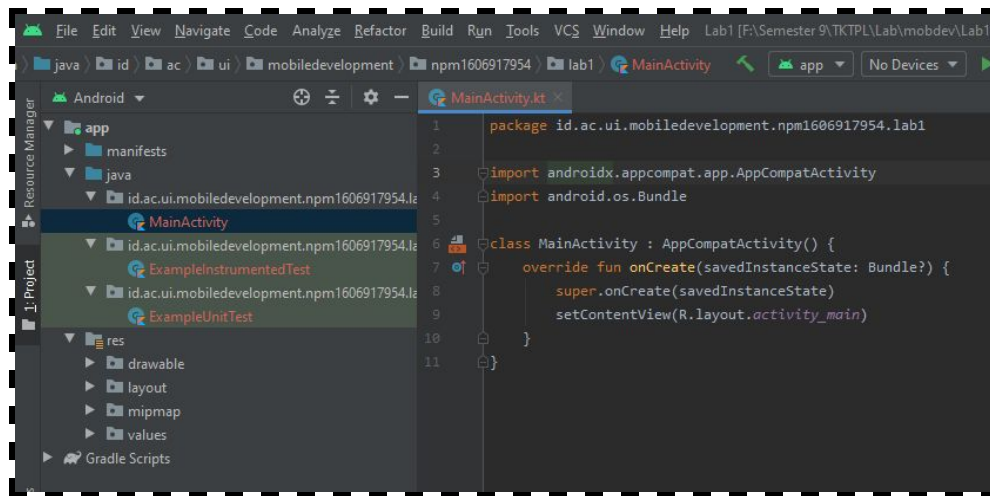 File Edit View Navigate Code Analyze Refactor Build Run Tools VCS Window Help Lab1 [F:\Semester 9\TKTPL\Lab\mobdev\Lab1
java id ac ui mobiledevelopment npm1606917954 lab1 MainActivity app No Devices
Android
MainActivity.kt
Resource Manager
1: Project
app
manifests
java
id.ac.ui.mobiledevelopment.npm1606917954.la
MainActivity
id.ac.ui.mobiledevelopment.npm1606917954.la
ExampleInstrumentedTest
id.ac.ui.mobiledevelopment.npm1606917954.la
ExampleUnitTest
res
drawable
layout
mipmap
values
Gradle Scripts
1 package id.ac.ui.mobiledevelopment.npm1606917954.lab1
2
3 import androidx.appcompat.app.AppCompatActivity
4 import android.os.Bundle
5
6 class MainActivity : AppCompatActivity() {
7 override fun onCreate(savedInstanceState: Bundle?) {
8 super.onCreate(savedInstanceState)
9 setContentView(R.layout.activity_main)
10 }
11 }